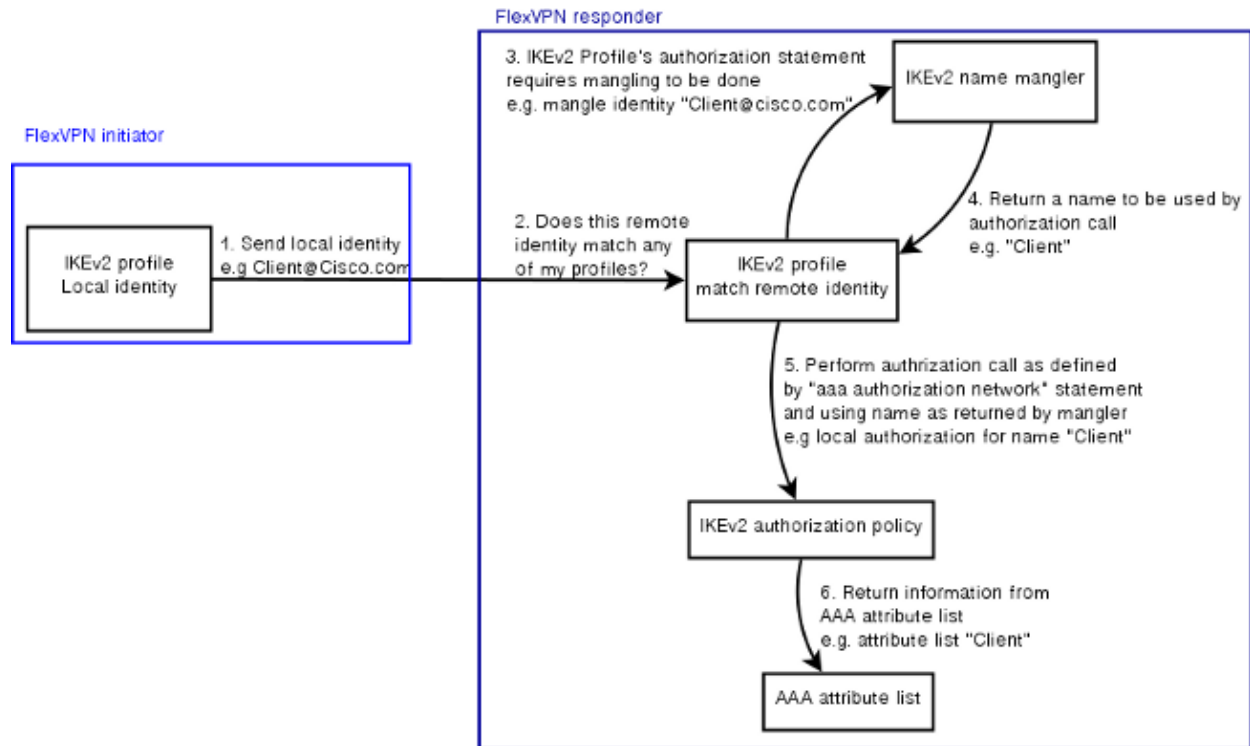 FlexVPN responder
3. IKEv2 Profile's authorization statement
requires mangling to be done
e.g. mangle identity "Client@cisco.com"
IKEv2 name mangler
FlexVPN initiator
4. Return a name to be used by
authorization call
e.g. "Client"
2. Does this remote
identity match any
of my profiles?
1. Send local identity
e.g Client@Cisco.com
IKEv2 profile
Local identity
IKEv2 profile
match remote identity
5. Perform authrization call as defined
by "aaa authorization network" statement
and using name as returned by mangler
e.g local authorization for name "Client"
IKEv2 authorization policy
6. Return information from
AAA attribute list
e.g. attribute list "Client"
AAA attribute list